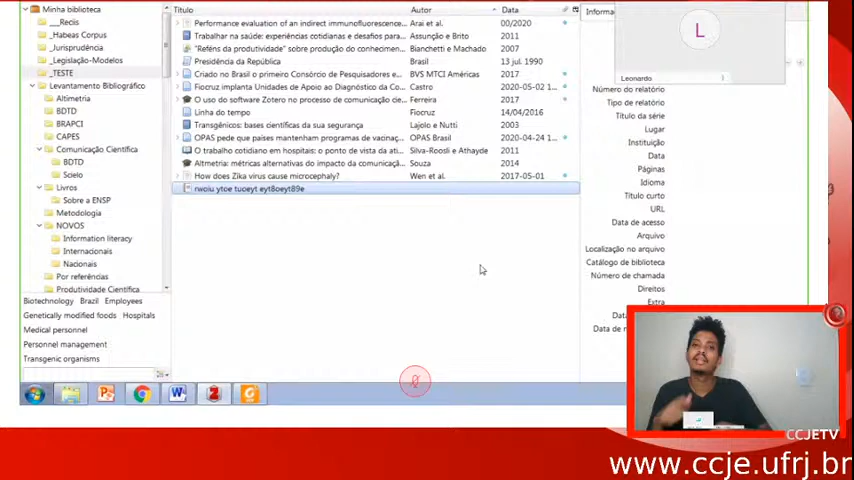 Minha biblioteca
___Reciis
_Habeas Corpus
_Jurisprudência
_Legislação-Modelos
_TESTE
Levantamento Bibliográfico
Altimetria
BDTD
BRAPCI
CAPES
Comunicação Científica
BDTD
Scielo
Livros
Sobre a ENSP
Metodologia
NOVOS
Information literacy
Internacionais
Nacionais
Por referências
Produtividade Científica
Biotechnology Brazil Employees
Genetically modified foods Hospitals
Medical personnel
Personnel management
Transgenic organisms
Título Autor Data
Performance evaluation of an indirect immunofluorescence... Arai et al. 00/2020
Trabalhar na saúde: experiências cotidianas e desafios para... Assunção e Brito 2011
"Reféns da produtividade" sobre produção do conhecimen... Bianchetti e Machado 2007
Presidência da República Brasil 13 jul. 1990
Criado no Brasil o primeiro Consórcio de Pesquisadores e... BVS MTCI Américas 2017
Fiocruz implanta Unidades de Apoio ao Diagnóstico da Co... Castro 2020-05-02 1...
O uso do software Zotero no processo de comunicação de... Ferreira 2017
Linha do tempo Fiocruz 14/04/2016
Transgênicos: bases científicas da sua segurança Lajolo e Nutti 2003
OPAS pede que países mantenham programas de vacinaç... OPAS Brasil 2020-04-24 1...
O trabalho cotidiano em hospitais: o ponto de vista da ati... Silva-Roosli e Athayde 2011
Altmetria: métricas alternativas do impacto da comunicaçã... Souza 2014
How does Zika virus cause microcephaly? Wen et al. 2017-05-01
rwoiu ytoe tuoeyt eyt8oeyt89e
Informa
L
Leonardo
Número do relatório
Tipo de relatório
Título da série
Lugar
Instituição
Data
Páginas
Idioma
Título curto
URL
Data de acesso
Arquivo
Localização no arquivo
Catálogo de biblioteca
Número de chamada
Direitos
Extra
CCJETV
www.ccje.ufrj.br